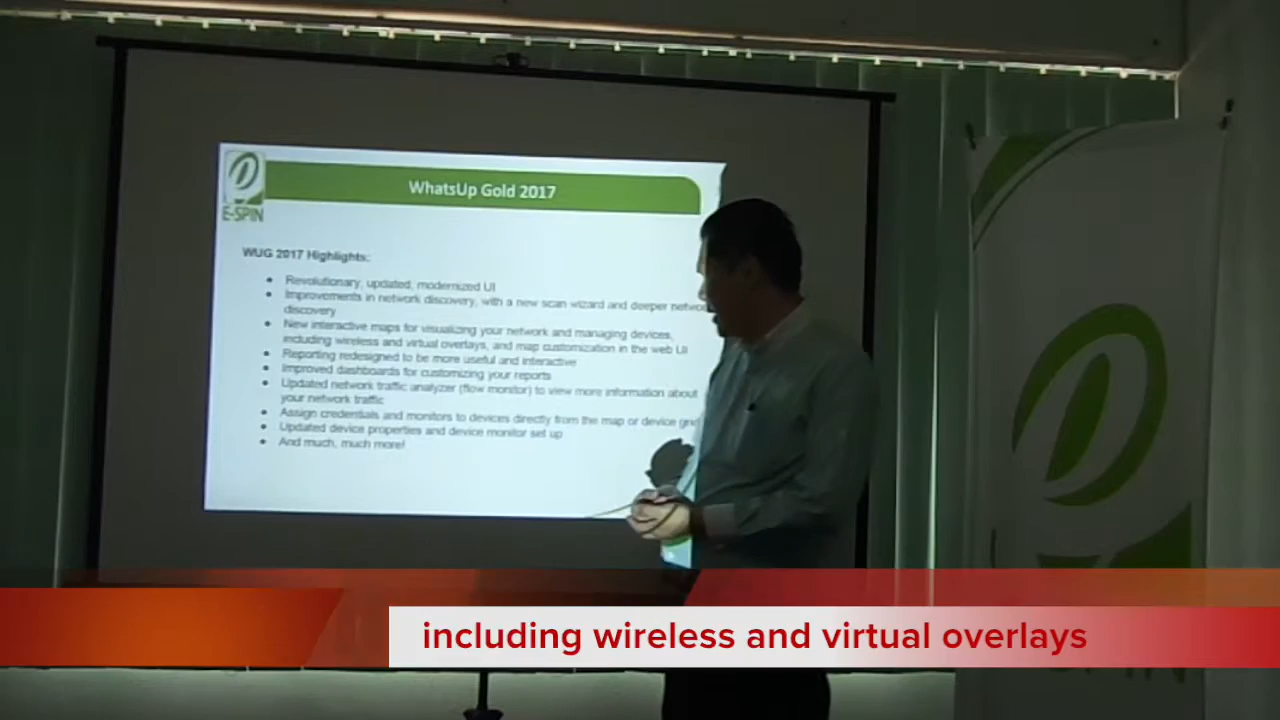 E-SPIN
WhatsUp Gold 2017
WUG 2017 Highlights:
• Revolutionary, updated, modernized UI
• Improvements in network discovery, with a new scan wizard and deeper networ
discovery
• New interactive maps for visualizing your network and managing devices,
including wireless and virtual overlays, and map customization in the web UI
• Reporting redesigned to be more useful and interactive
• Improved dashboards for customizing your reports
• Updated network traffic analyzer (flow monitor) to view more information about
your network traffic
• Assign credentials and monitors to devices directly from the map or device grid
• Updated device properties and device monitor set up
• And much, much more!
including wireless and virtual overlays